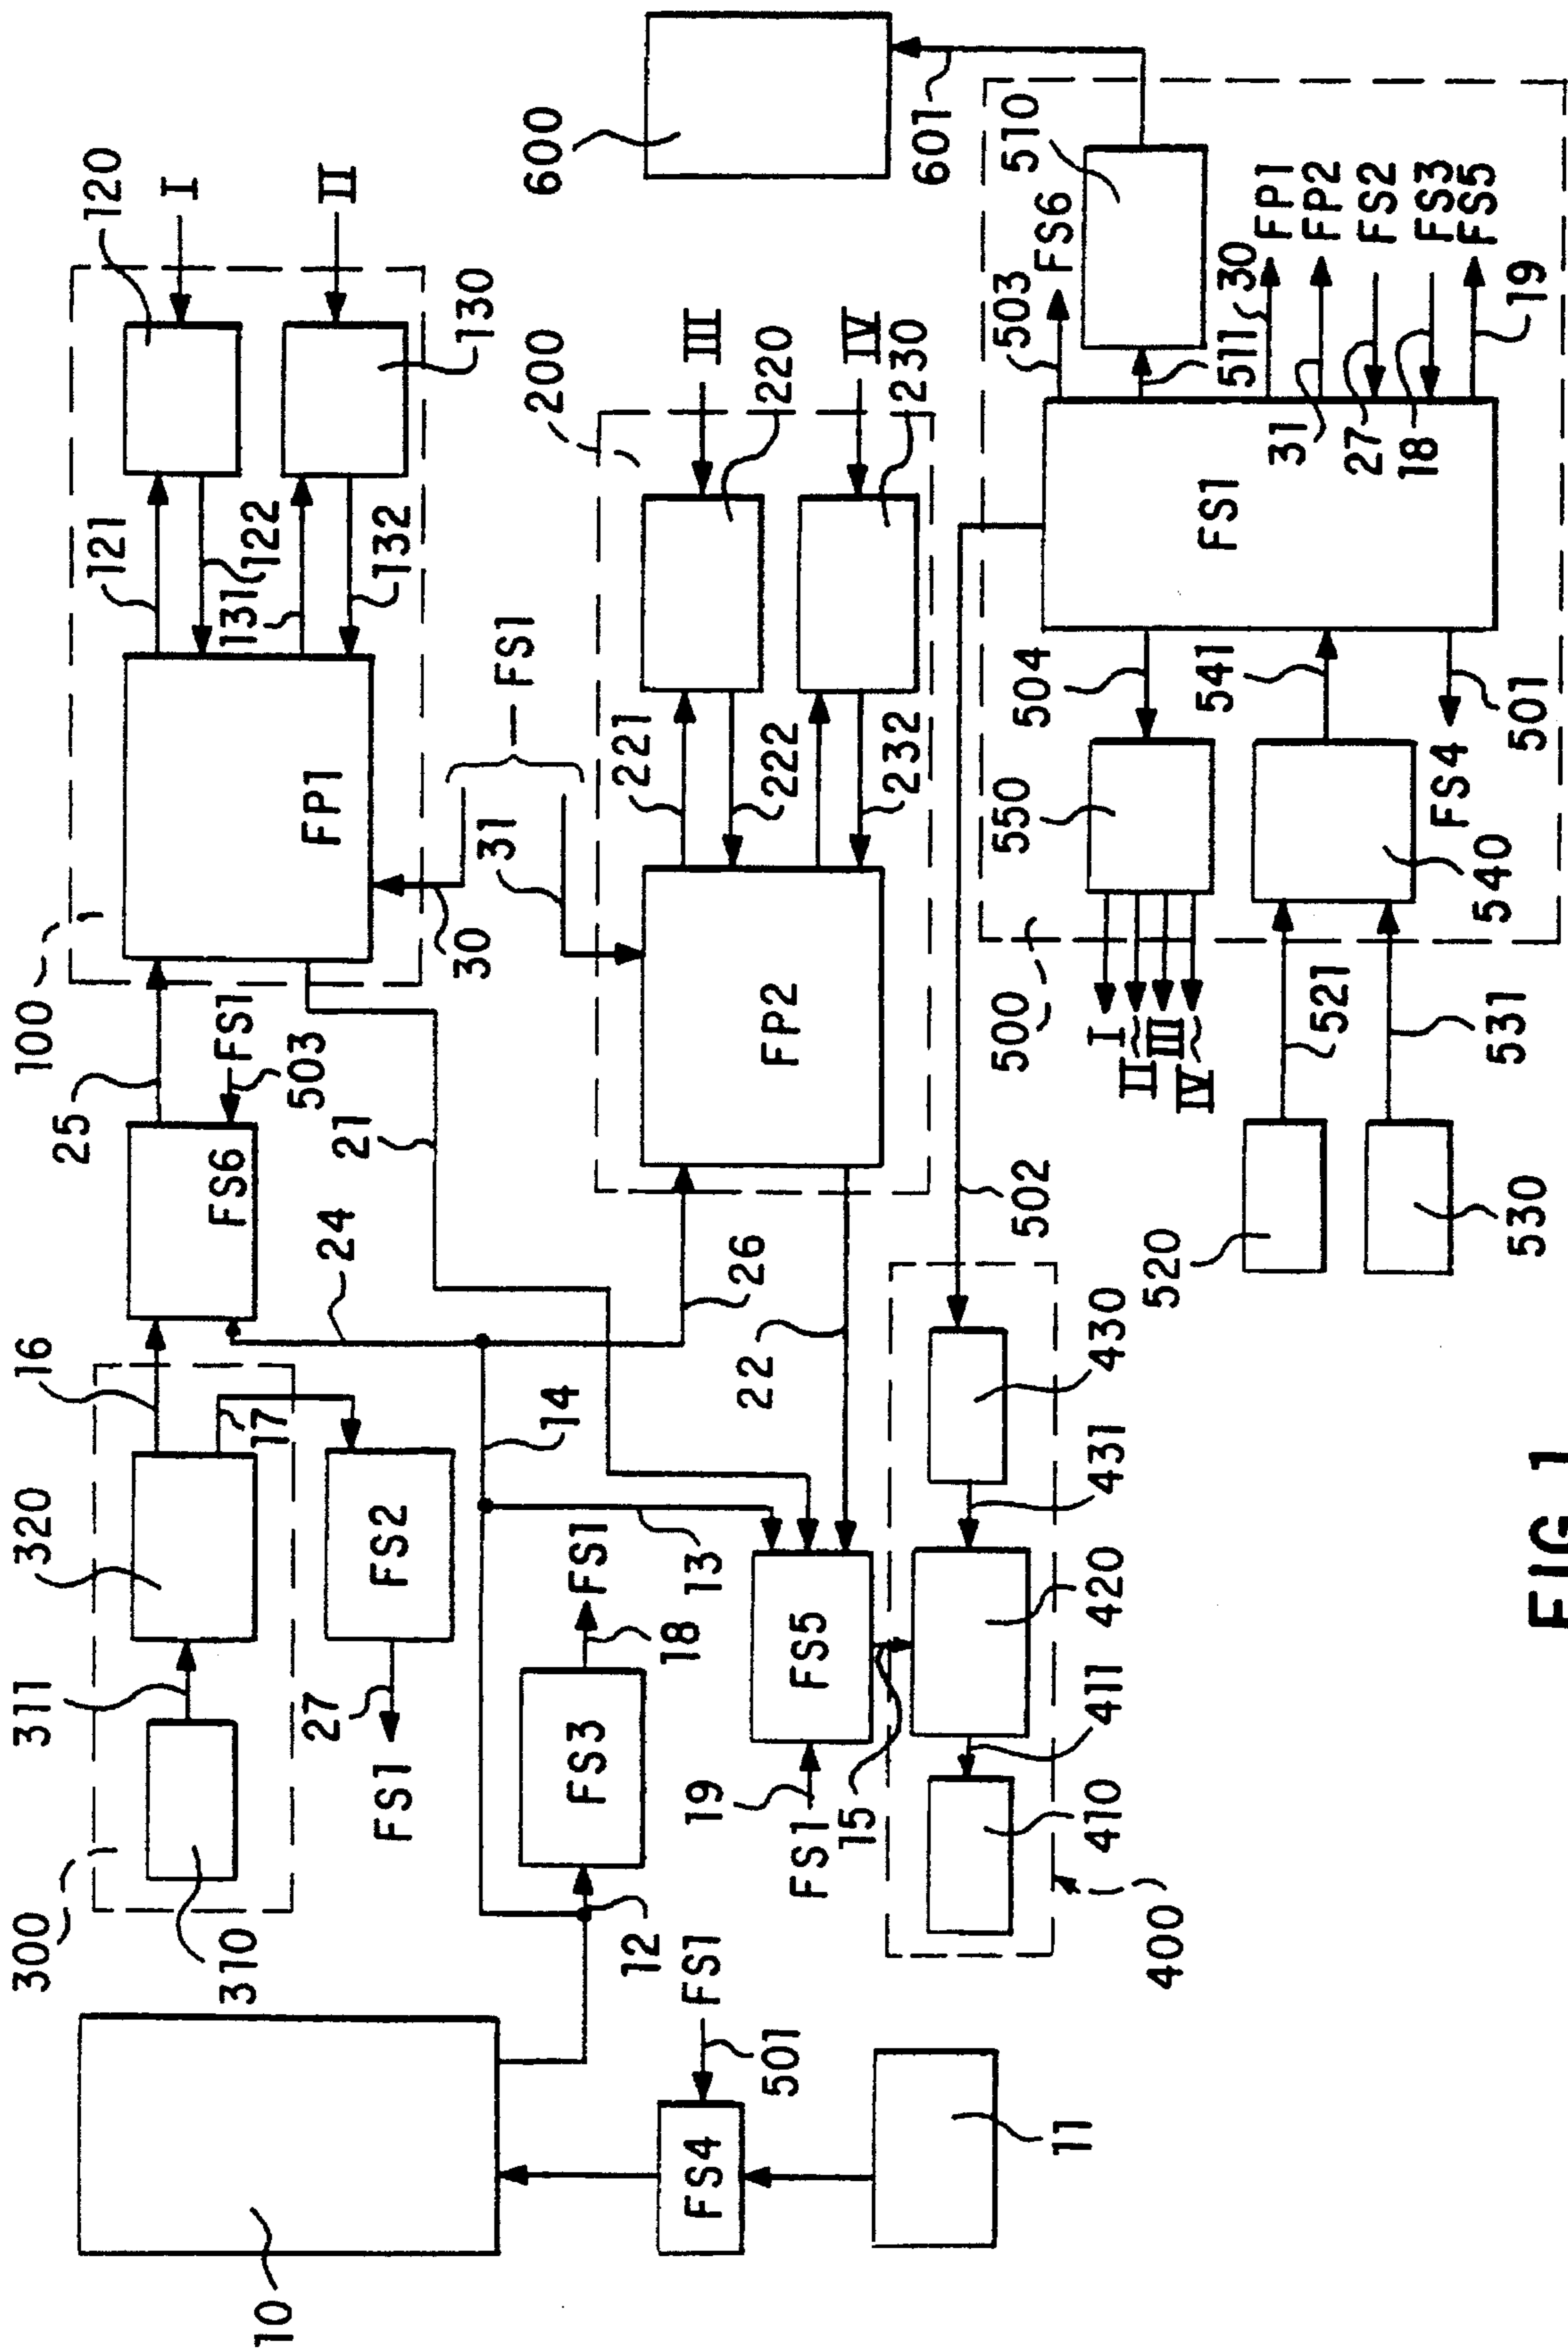 10
300
310
311
320
16
17
FS2
27
FS1
FS6
25
FS1
503
24
100
FP1
30
21
121
122
131
132
120
I
130
II
31
FS1
200
FP2
26
22
221
222
232
220
III
230
IV
600
601
FS3
18
FS1
12
14
13
FS5
19
FS1
15
FS4
501
FS1
11
400
410
411
420
431
430
502
500
550
504
I
II
III
IV
540
541
FS4
501
521
531
520
530
FS1
503
FS6
510
511
30
FP1
31
FP2
27
FS2
18
FS3
FS5
19
FIG. 1